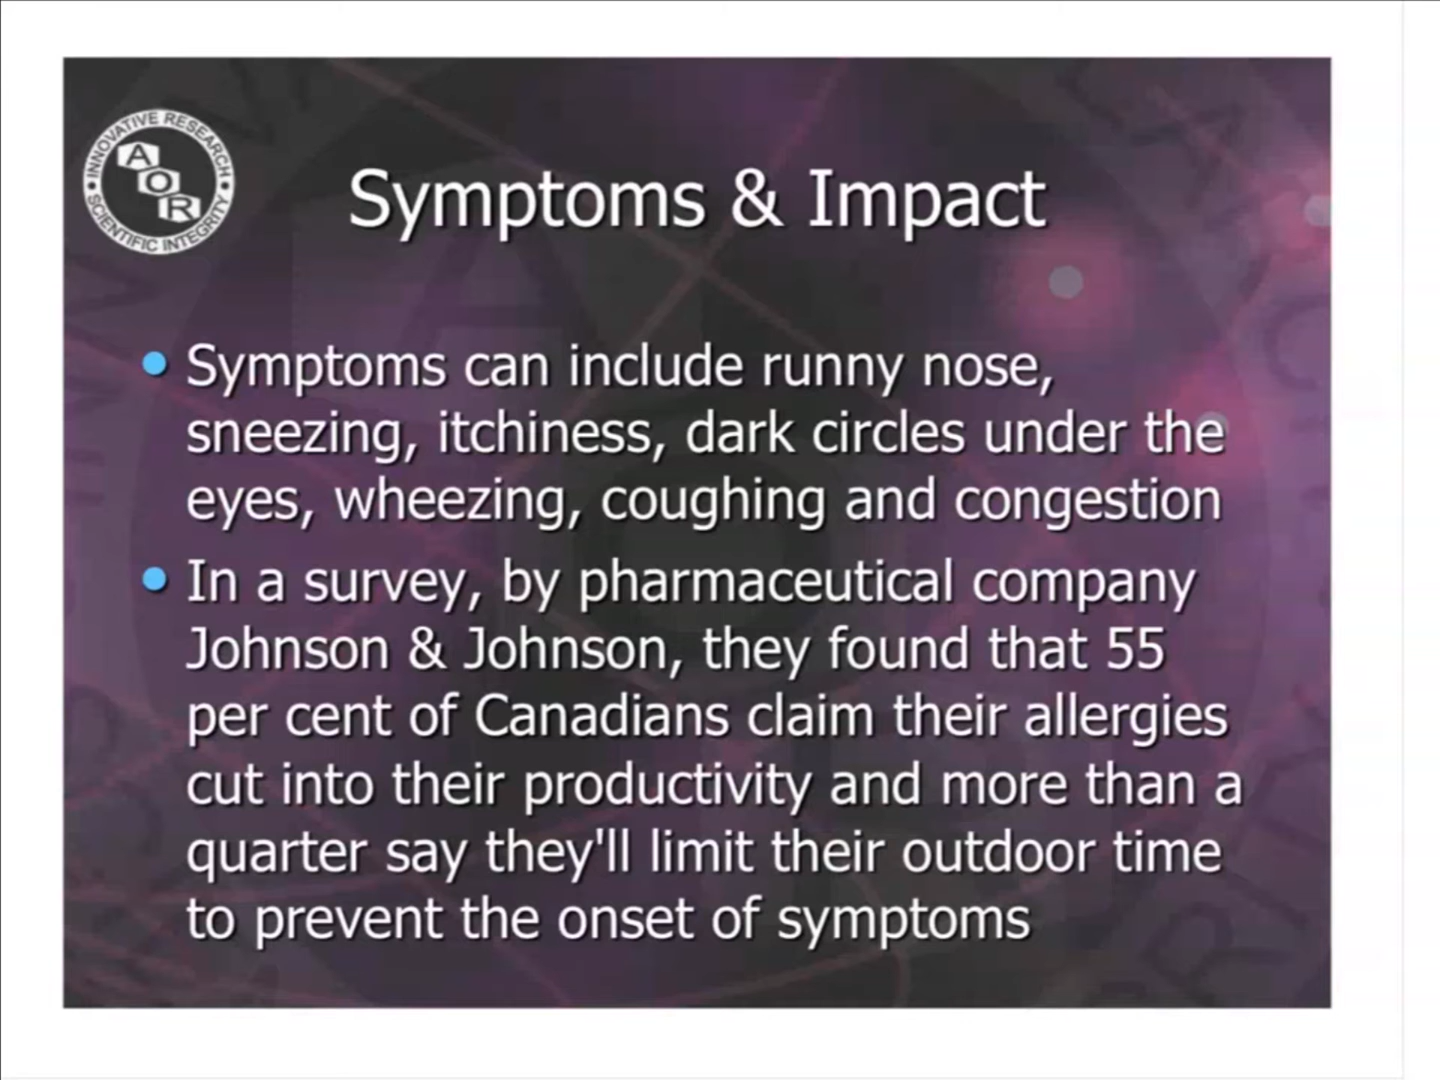 INNOVATIVE RESEARCH
AOR
SCIENTIFIC INTEGRITY
Symptoms & Impact
Symptoms can include runny nose,
sneezing, itchiness, dark circles under the
eyes, wheezing, coughing and congestion
In a survey, by pharmaceutical company
Johnson & Johnson, they found that 55
per cent of Canadians claim their allergies
cut into their productivity and more than a
quarter say they'll limit their outdoor time
to prevent the onset of symptoms